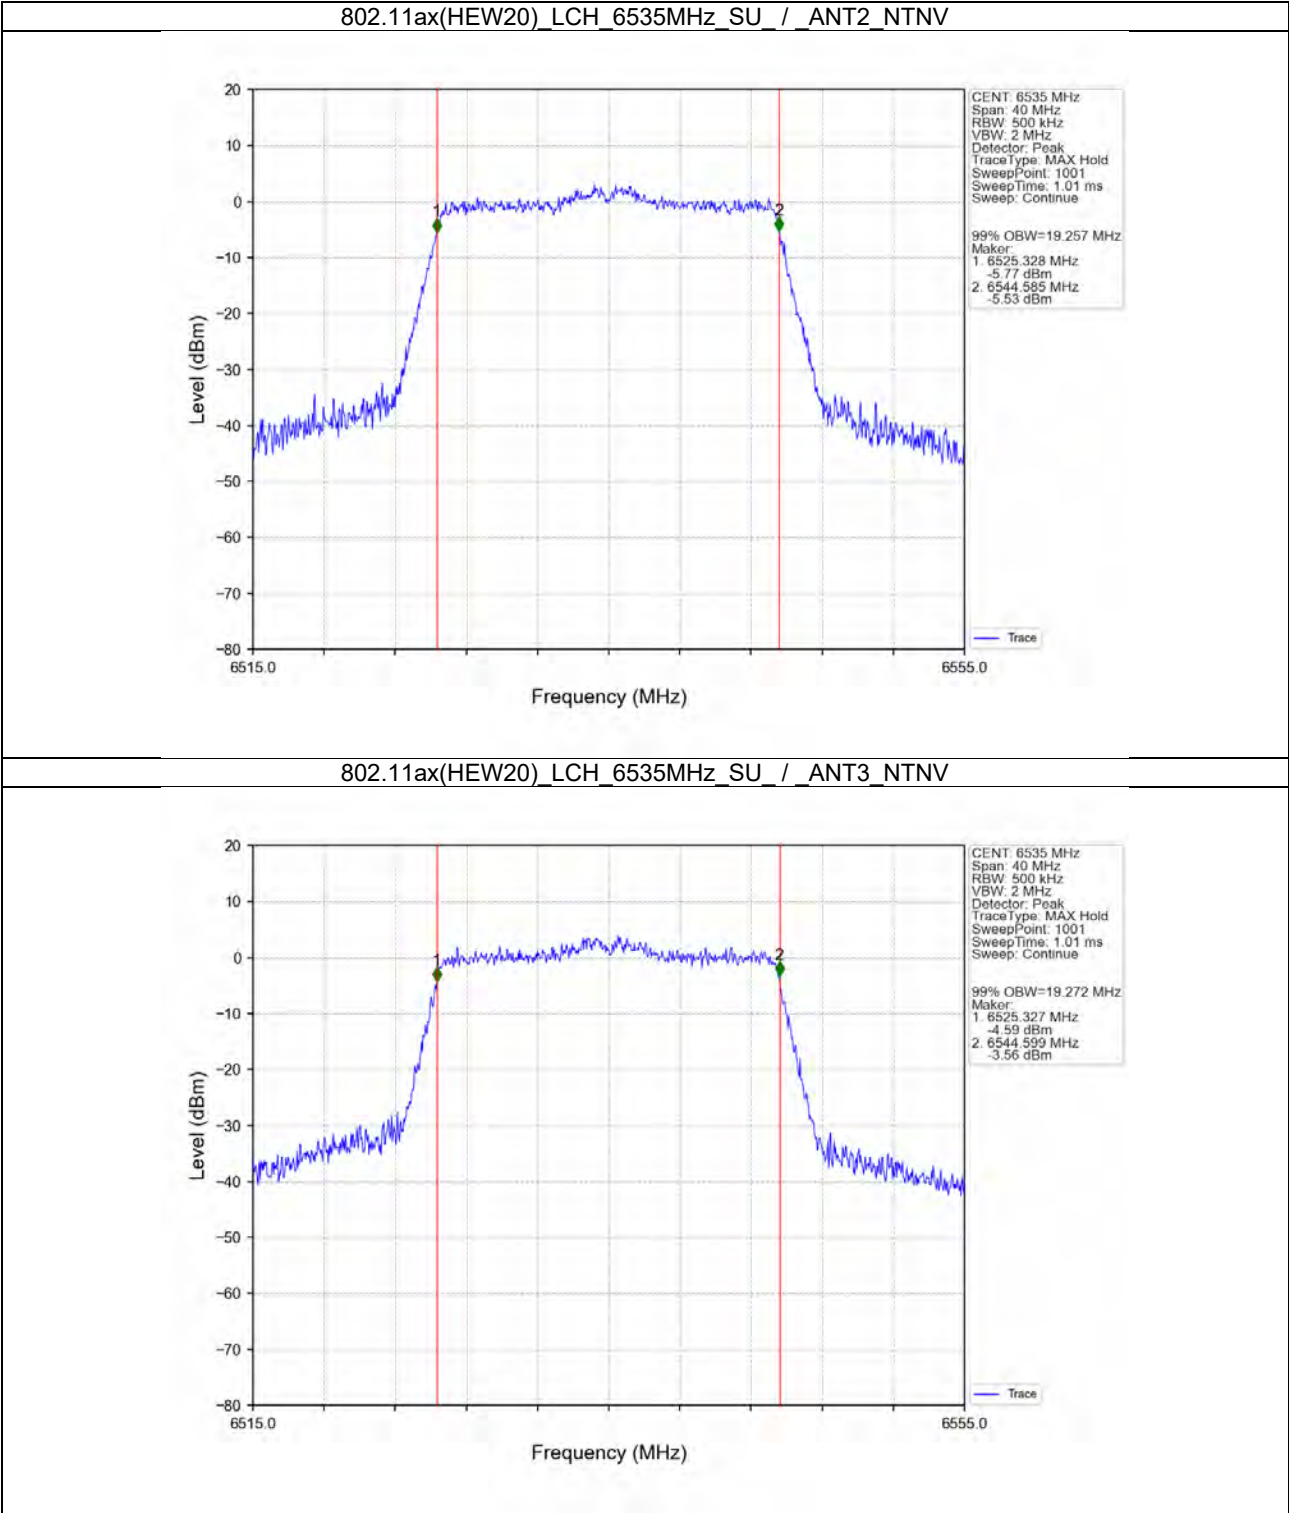 802.11ax(HEW20)_LCH_6535MHz_SU_ / _ANT2_NTNV
20
10
0
−10
−20
−30
−40
−50
−60
−70
−80
Level (dBm)
1
2
6515.0
6555.0
Frequency (MHz)
CENT: 6535 MHz
Span: 40 MHz
RBW: 500 kHz
VBW: 2 MHz
Detector: Peak
TraceType: MAX Hold
SweepPoint: 1001
SweepTime: 1.01 ms
Sweep: Continue
99% OBW=19.257 MHz
Maker:
1. 6525.328 MHz
-5.77 dBm
2. 6544.585 MHz
-5.53 dBm
Trace
802.11ax(HEW20)_LCH_6535MHz_SU_ / _ANT3_NTNV
20
10
0
−10
−20
−30
−40
−50
−60
−70
−80
Level (dBm)
1
2
6515.0
6555.0
Frequency (MHz)
CENT: 6535 MHz
Span: 40 MHz
RBW: 500 kHz
VBW: 2 MHz
Detector: Peak
TraceType: MAX Hold
SweepPoint: 1001
SweepTime: 1.01 ms
Sweep: Continue
99% OBW=19.272 MHz
Maker:
1. 6525.327 MHz
-4.59 dBm
2. 6544.599 MHz
-3.56 dBm
Trace